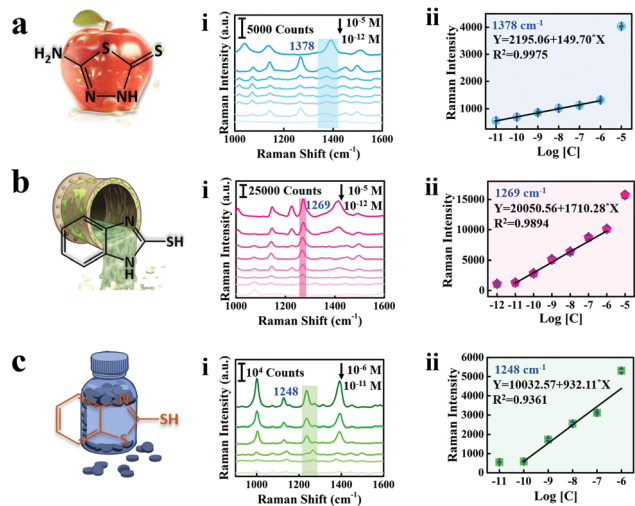 a
H₂N
S
S
N
NH
i
5000 Counts
10⁻⁵ M
10⁻¹² M
1378
Raman Intensity (a.u.)
1000 1200 1400 1600
Raman Shift (cm⁻¹)
ii
1378 cm⁻¹
Y=2195.06+149.70*X
R²=0.9975
Raman Intensity
4000
3000
2000
1000
-11 -10 -9 -8 -7 -6 -5
Log [C]
b
N
SH
N
H
i
25000 Counts
10⁻⁵ M
10⁻¹² M
1269
Raman Intensity (a.u.)
1000 1200 1400 1600
Raman Shift (cm⁻¹)
ii
1269 cm⁻¹
Y=20050.56+1710.28*X
R²=0.9894
Raman Intensity
15000
10000
5000
0
-12 -11 -10 -9 -8 -7 -6 -5
Log [C]
c
N
SH
S
i
10⁴ Counts
10⁻⁶ M
10⁻¹¹ M
1248
Raman Intensity (a.u.)
1000 1200 1400 1600
Raman Shift (cm⁻¹)
ii
1248 cm⁻¹
Y=10032.57+932.11*X
R²=0.9361
Raman Intensity
6000
5000
4000
3000
2000
1000
0
-11 -10 -9 -8 -7 -6
Log [C]